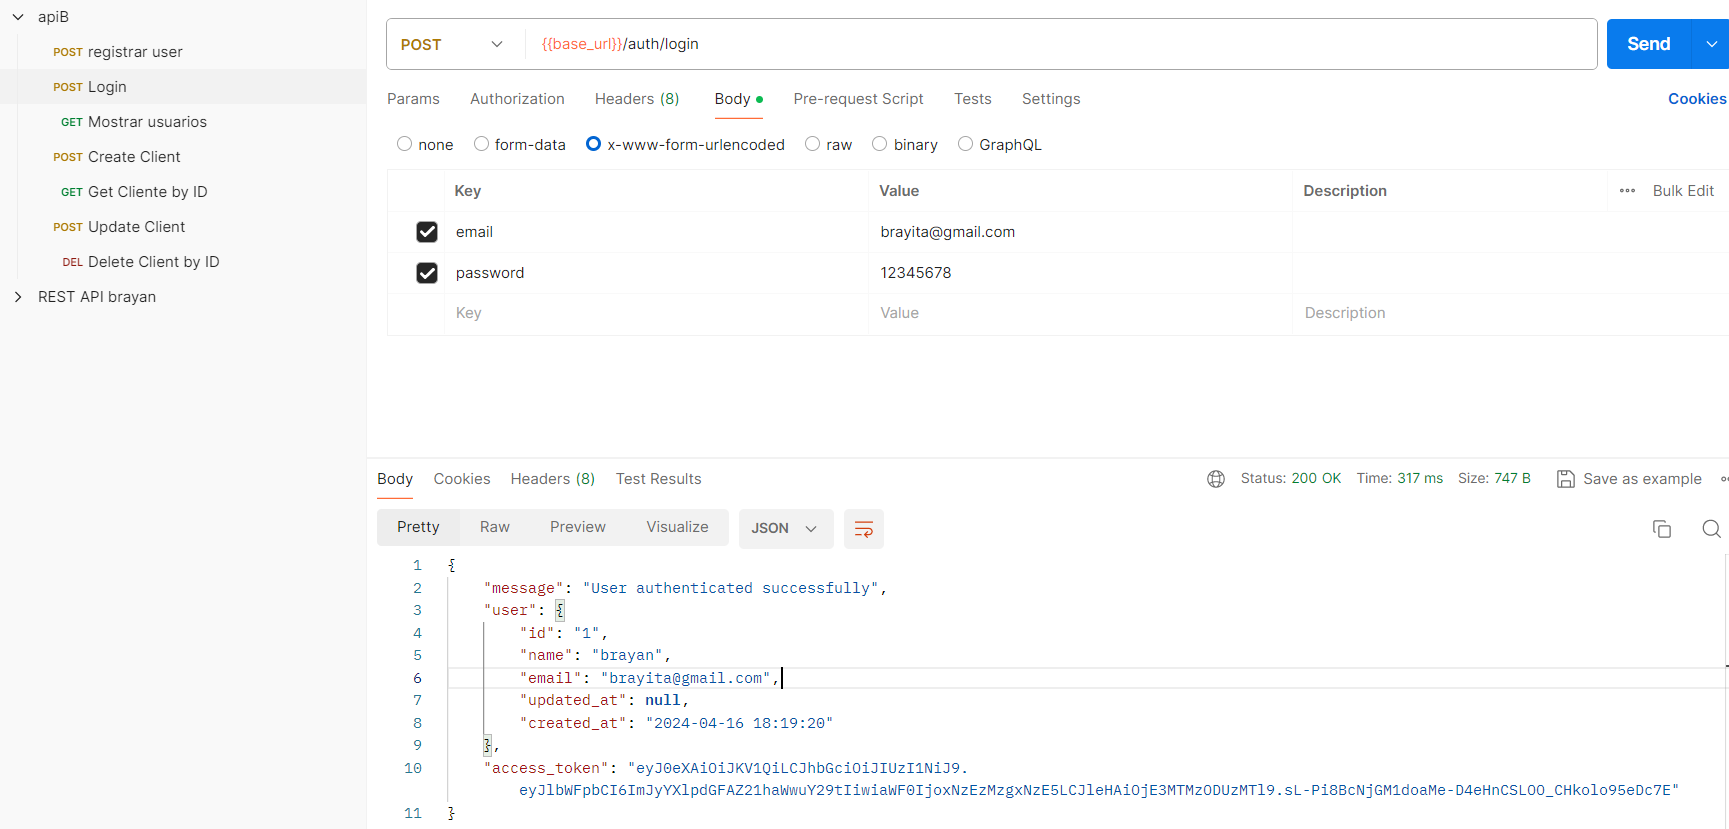 apiB
POST registrar user
POST Login
GET Mostrar usuarios
POST Create Client
GET Get Cliente by ID
POST Update Client
DEL Delete Client by ID
REST API brayan
POST {{base_url}}/auth/login Send
Params Authorization Headers (8) Body Pre-request Script Tests Settings Cookies
none form-data x-www-form-urlencoded raw binary GraphQL
Key Value Description Bulk Edit
email brayita@gmail.com
password 12345678
Key Value Description
Body Cookies Headers (8) Test Results Status: 200 OK Time: 317 ms Size: 747 B Save as example
Pretty Raw Preview Visualize JSON
1 {
2 "message": "User authenticated successfully",
3 "user": {
4 "id": "1",
5 "name": "brayan",
6 "email": "brayita@gmail.com",
7 "updated_at": null,
8 "created_at": "2024-04-16 18:19:20"
9 },
10 "access_token": "eyJ0eXAiOiJKV1QiLCJhbGciOiJIUzI1NiJ9.
eyJlbWFpbCI6ImJyYXlpdGFAZ21haWwuY29tIiwiaWF0IjoxNzEzMzgxNzE5LCJleHAiOjE3MTMzODUzMTl9.sL-Pi8BcNjGM1doaMe-D4eHnCSLOO_CHkolo95eDc7E"
11 }